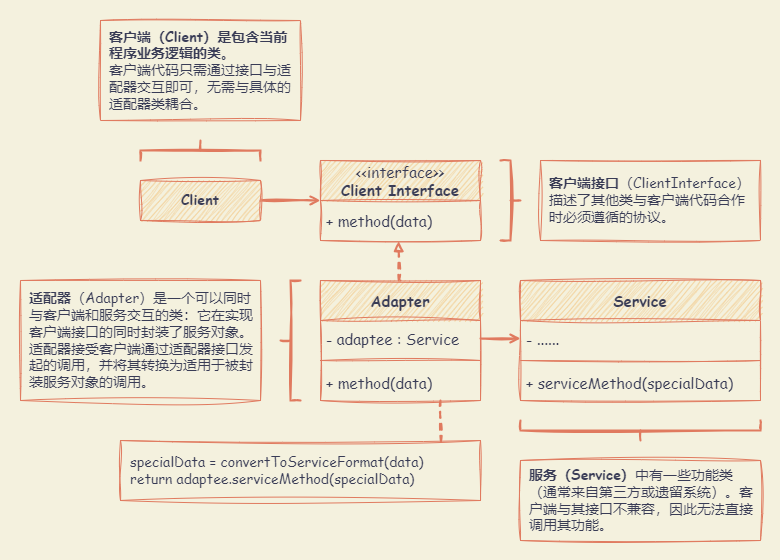 客户端（Client）是包含当前
程序业务逻辑的类。
客户端代码只需通过接口与适
配器交互即可，无需与具体的
适配器类耦合。
Client
<<interface>>
Client Interface
+ method(data)
客户端接口（ClientInterface）
描述了其他类与客户端代码合作
时必须遵循的协议。
适配器（Adapter）是一个可以同时
与客户端和服务交互的类：它在实现
客户端接口的同时封装了服务对象。
适配器接受客户端通过适配器接口发
起的调用，并将其转换为适用于被封
装服务对象的调用。
Adapter
- adaptee : Service
+ method(data)
Service
- ......
+ serviceMethod(specialData)
specialData = convertToServiceFormat(data)
return adaptee.serviceMethod(specialData)
服务（Service）中有一些功能类
（通常来自第三方或遗留系统）。客
户端与其接口不兼容，因此无法直接
调用其功能。